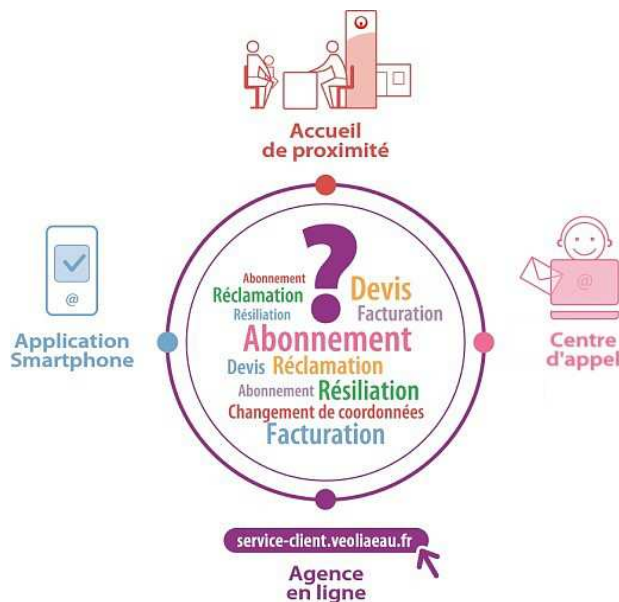 Accueil
de proximité
?
Abonnement
Devis
Réclamation
Résiliation
Facturation
Abonnement
Devis Réclamation
Abonnement Résiliation
Changement de coordonnées
Facturation
Application
Smartphone
@
Centre
d'appel
@
service-client.veoliaeau.fr
Agence
en ligne